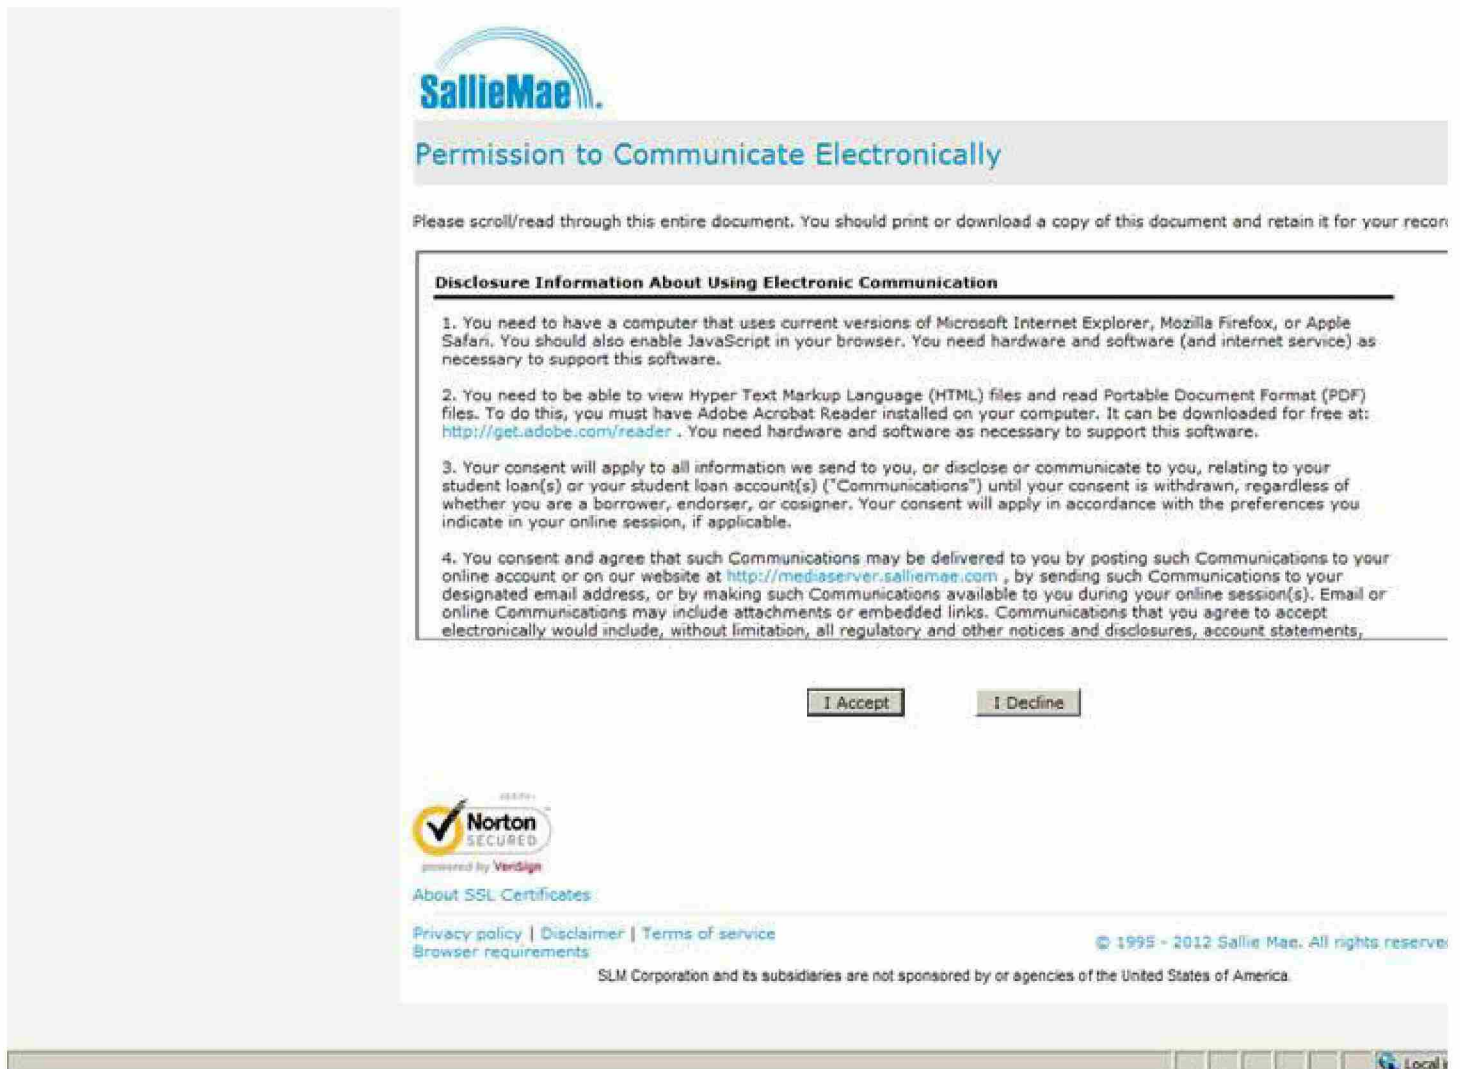 SallieMae.
Permission to Communicate Electronically
Please scroll/read through this entire document. You should print or download a copy of this document and retain it for your recor
Disclosure Information About Using Electronic Communication
1. You need to have a computer that uses current versions of Microsoft Internet Explorer, Mozilla Firefox, or Apple
Safari. You should also enable JavaScript in your browser. You need hardware and software (and internet service) as
necessary to support this software.
2. You need to be able to view Hyper Text Markup Language (HTML) files and read Portable Document Format (PDF)
files. To do this, you must have Adobe Acrobat Reader installed on your computer. It can be downloaded for free at:
http://get.adobe.com/reader . You need hardware and software as necessary to support this software.
3. Your consent will apply to all information we send to you, or disclose or communicate to you, relating to your
student loan(s) or your student loan account(s) ("Communications") until your consent is withdrawn, regardless of
whether you are a borrower, endorser, or cosigner. Your consent will apply in accordance with the preferences you
indicate in your online session, if applicable.
4. You consent and agree that such Communications may be delivered to you by posting such Communications to your
online account or on our website at http://mediaserver.salliemae.com , by sending such Communications to your
designated email address, or by making such Communications available to you during your online session(s). Email or
online Communications may include attachments or embedded links. Communications that you agree to accept
electronically would include, without limitation, all regulatory and other notices and disclosures, account statements,
I Accept I Decline
Norton
SECURED
powered by VeriSign
About SSL Certificates
Privacy policy | Disclaimer | Terms of service
Browser requirements
© 1995 - 2012 Sallie Mae. All rights reserve
SLM Corporation and its subsidiaries are not sponsored by or agencies of the United States of America.
Local